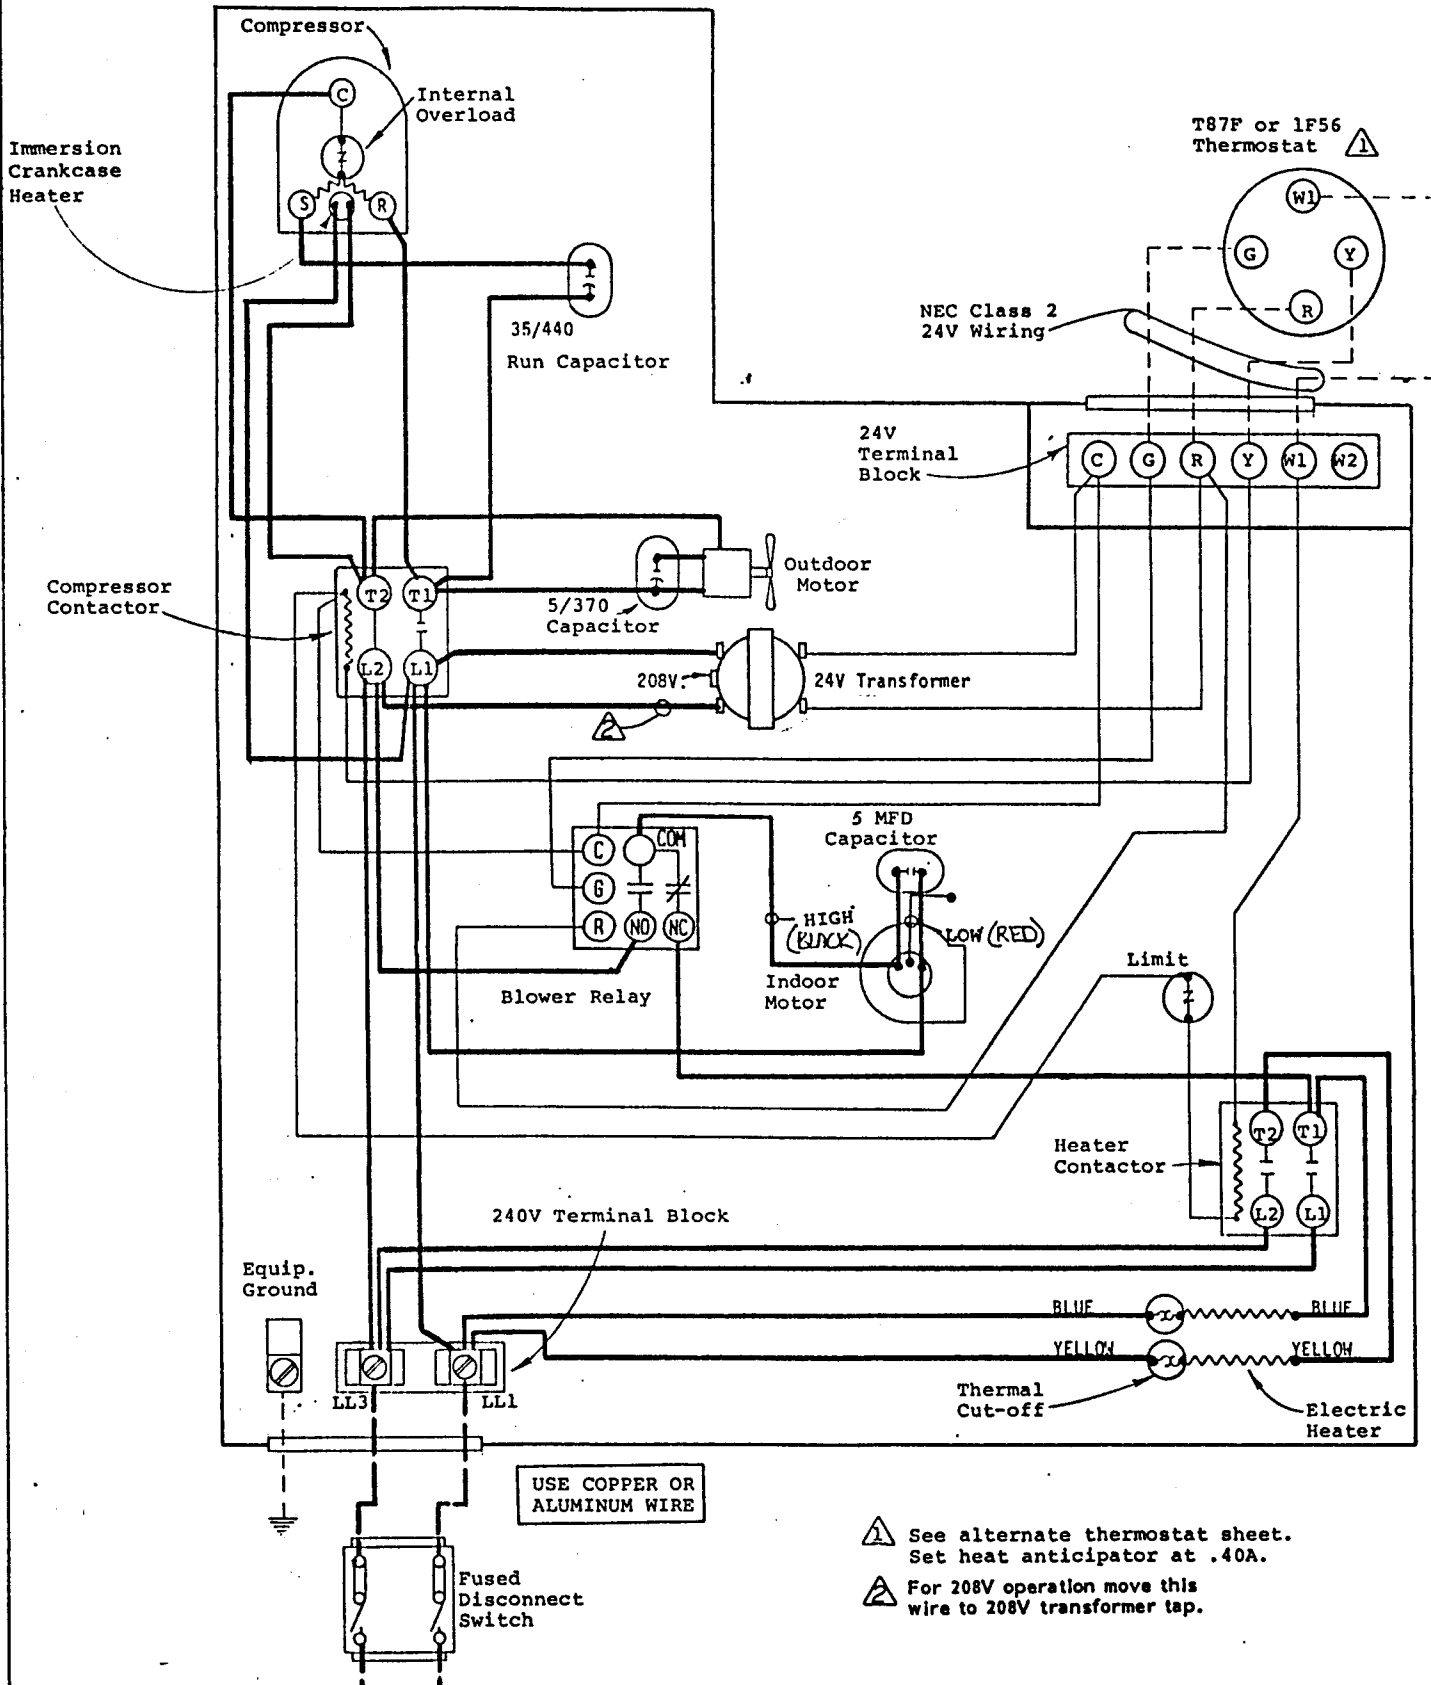 Compressor
C
Internal
Overload
Immersion
Crankcase
Heater
S
R
35/440
Run Capacitor
T87F or 1F56
Thermostat 1
W1
G
Y
R
NEC Class 2
24V Wiring
24V
Terminal
Block
C G R Y W1 W2
Compressor
Contactor
T2 T1
L2 L1
5/370
Capacitor
Outdoor
Motor
208V.
24V Transformer
2
5 MFD
Capacitor
C COM
G
R NO NC
Blower Relay
HIGH
(BLACK)
LOW (RED)
Indoor
Motor
Limit
Heater
Contactor
T2 T1
L2 L1
240V Terminal Block
Equip.
Ground
BLUE BLUE
YELLOW YELLOW
LL3 LL1
Thermal
Cut-off
Electric
Heater
USE COPPER OR
ALUMINUM WIRE
Fused
Disconnect
Switch
1 See alternate thermostat sheet.
Set heat anticipator at .40A.
2 For 208V operation move this
wire to 208V transformer tap.